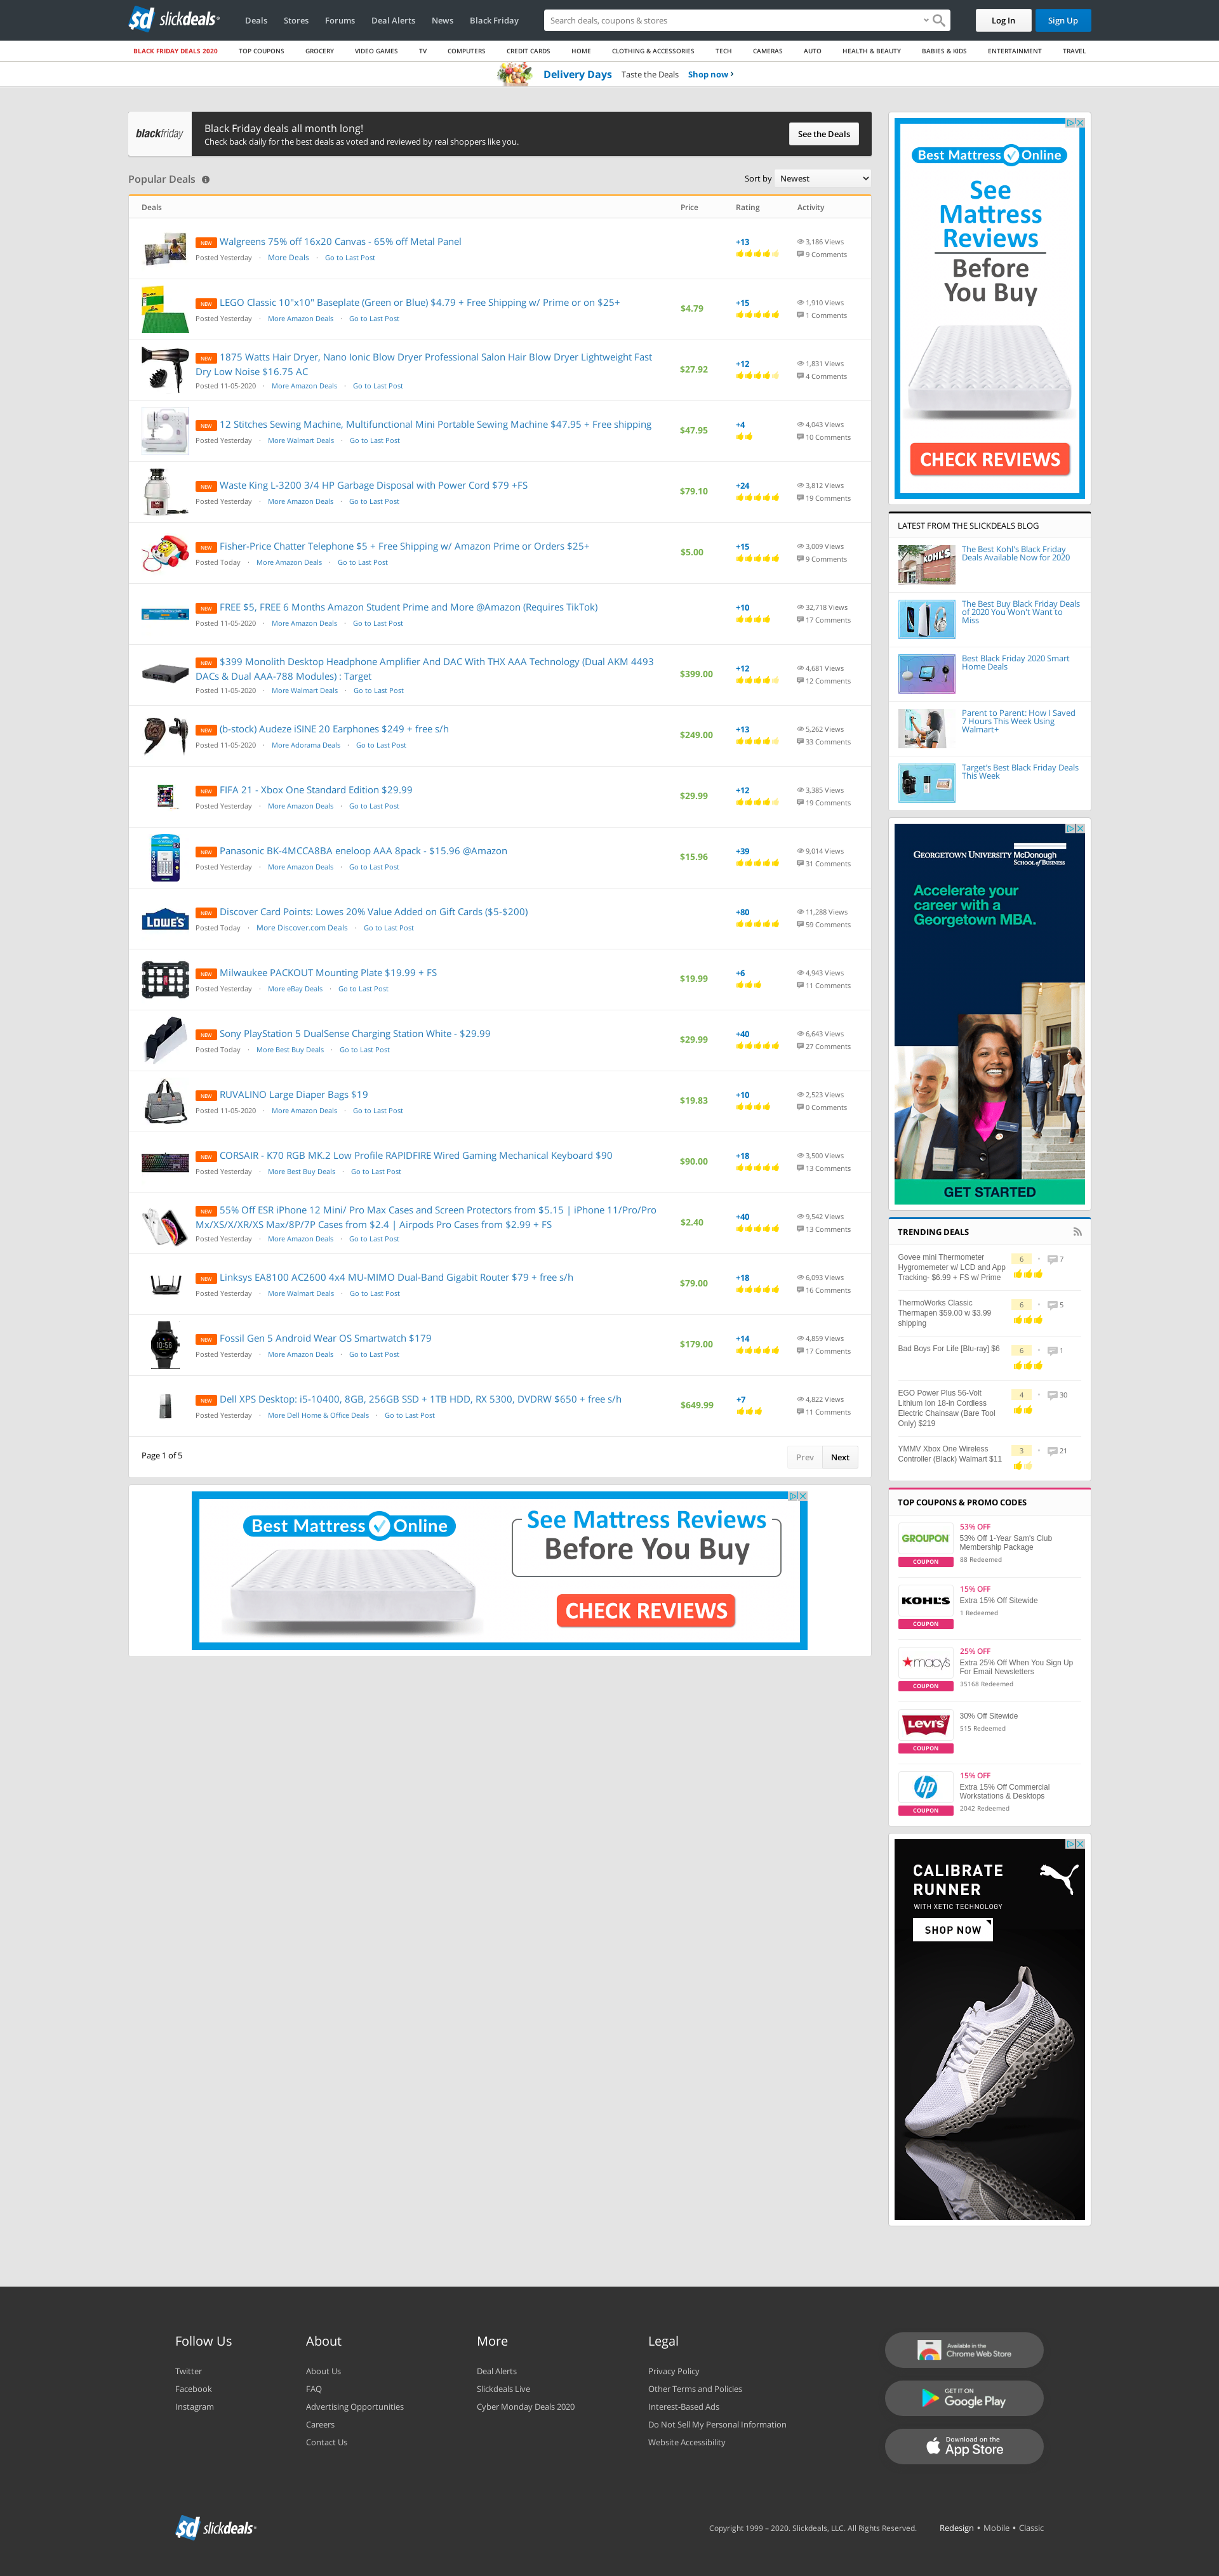 slickdeals
Deals
Stores
Forums
Deal Alerts
News
Black Friday
Search deals, coupons & stores
Log In
Sign Up
BLACK FRIDAY DEALS 2020
TOP COUPONS
GROCERY
VIDEO GAMES
TV
COMPUTERS
CREDIT CARDS
HOME
CLOTHING & ACCESSORIES
TECH
CAMERAS
AUTO
HEALTH & BEAUTY
BABIES & KIDS
ENTERTAINMENT
TRAVEL
Delivery Days Taste the Deals Shop now
blackfriday
Black Friday deals all month long!
Check back daily for the best deals as voted and reviewed by real shoppers like you.
See the Deals
Popular Deals
Sort by Newest
Deals Price Rating Activity
NEW Walgreens 75% off 16x20 Canvas - 65% off Metal Panel
Posted Yesterday · More Deals · Go to Last Post
+13
3,186 Views
9 Comments
NEW LEGO Classic 10"x10" Baseplate (Green or Blue) $4.79 + Free Shipping w/ Prime or on $25+
Posted Yesterday · More Amazon Deals · Go to Last Post
$4.79
+15
1,910 Views
1 Comments
NEW 1875 Watts Hair Dryer, Nano Ionic Blow Dryer Professional Salon Hair Blow Dryer Lightweight Fast
Dry Low Noise $16.75 AC
Posted 11-05-2020 · More Amazon Deals · Go to Last Post
$27.92
+12
1,831 Views
4 Comments
NEW 12 Stitches Sewing Machine, Multifunctional Mini Portable Sewing Machine $47.95 + Free shipping
Posted Yesterday · More Walmart Deals · Go to Last Post
$47.95
+4
4,043 Views
10 Comments
NEW Waste King L-3200 3/4 HP Garbage Disposal with Power Cord $79 +FS
Posted Yesterday · More Amazon Deals · Go to Last Post
$79.10
+24
3,812 Views
19 Comments
NEW Fisher-Price Chatter Telephone $5 + Free Shipping w/ Amazon Prime or Orders $25+
Posted Today · More Amazon Deals · Go to Last Post
$5.00
+15
3,009 Views
9 Comments
NEW FREE $5, FREE 6 Months Amazon Student Prime and More @Amazon (Requires TikTok)
Posted 11-05-2020 · More Amazon Deals · Go to Last Post
+10
32,718 Views
17 Comments
NEW $399 Monolith Desktop Headphone Amplifier And DAC With THX AAA Technology (Dual AKM 4493
DACs & Dual AAA-788 Modules) : Target
Posted 11-05-2020 · More Walmart Deals · Go to Last Post
$399.00
+12
4,681 Views
12 Comments
NEW (b-stock) Audeze iSINE 20 Earphones $249 + free s/h
Posted 11-05-2020 · More Adorama Deals · Go to Last Post
$249.00
+13
5,262 Views
33 Comments
NEW FIFA 21 - Xbox One Standard Edition $29.99
Posted Yesterday · More Amazon Deals · Go to Last Post
$29.99
+12
3,385 Views
19 Comments
NEW Panasonic BK-4MCCA8BA eneloop AAA 8pack - $15.96 @Amazon
Posted Yesterday · More Amazon Deals · Go to Last Post
$15.96
+39
9,014 Views
31 Comments
LOWE'S
NEW Discover Card Points: Lowes 20% Value Added on Gift Cards ($5-$200)
Posted Today · More Discover.com Deals · Go to Last Post
+80
11,288 Views
59 Comments
NEW Milwaukee PACKOUT Mounting Plate $19.99 + FS
Posted Yesterday · More eBay Deals · Go to Last Post
$19.99
+6
4,943 Views
11 Comments
NEW Sony PlayStation 5 DualSense Charging Station White - $29.99
Posted Today · More Best Buy Deals · Go to Last Post
$29.99
+40
6,643 Views
27 Comments
NEW RUVALINO Large Diaper Bags $19
Posted 11-05-2020 · More Amazon Deals · Go to Last Post
$19.83
+10
2,523 Views
0 Comments
NEW CORSAIR - K70 RGB MK.2 Low Profile RAPIDFIRE Wired Gaming Mechanical Keyboard $90
Posted Yesterday · More Best Buy Deals · Go to Last Post
$90.00
+18
3,500 Views
13 Comments
NEW 55% Off ESR iPhone 12 Mini/ Pro Max Cases and Screen Protectors from $5.15 | iPhone 11/Pro/Pro
Mx/XS/X/XR/XS Max/8P/7P Cases from $2.4 | Airpods Pro Cases from $2.99 + FS
Posted Yesterday · More Amazon Deals · Go to Last Post
$2.40
+40
9,542 Views
13 Comments
NEW Linksys EA8100 AC2600 4x4 MU-MIMO Dual-Band Gigabit Router $79 + free s/h
Posted Yesterday · More Walmart Deals · Go to Last Post
$79.00
+18
6,093 Views
16 Comments
NEW Fossil Gen 5 Android Wear OS Smartwatch $179
Posted Yesterday · More Amazon Deals · Go to Last Post
$179.00
+14
4,859 Views
17 Comments
NEW Dell XPS Desktop: i5-10400, 8GB, 256GB SSD + 1TB HDD, RX 5300, DVDRW $650 + free s/h
Posted Yesterday · More Dell Home & Office Deals · Go to Last Post
$649.99
+7
4,822 Views
11 Comments
Page 1 of 5
Prev Next
Best Mattress Online
See Mattress Reviews
Before You Buy
CHECK REVIEWS
Best Mattress Online
See
Mattress
Reviews
Before
You Buy
CHECK REVIEWS
LATEST FROM THE SLICKDEALS BLOG
KOHL'S
The Best Kohl's Black Friday
Deals Available Now for 2020
The Best Buy Black Friday Deals
of 2020 You Won't Want to
Miss
Best Black Friday 2020 Smart
Home Deals
Parent to Parent: How I Saved
7 Hours This Week Using
Walmart+
Target's Best Black Friday Deals
This Week
GEORGETOWN UNIVERSITY McDonough
SCHOOL of BUSINESS
Accelerate your
career with a
Georgetown MBA.
GET STARTED
TRENDING DEALS
Govee mini Thermometer
Hygromemeter w/ LCD and App
Tracking- $6.99 + FS w/ Prime
6 • 7
ThermoWorks Classic
Thermapen $59.00 w $3.99
shipping
6 • 5
Bad Boys For Life [Blu-ray] $6
6 • 1
EGO Power Plus 56-Volt
Lithium Ion 18-in Cordless
Electric Chainsaw (Bare Tool
Only) $219
4 • 30
YMMV Xbox One Wireless
Controller (Black) Walmart $11
3 • 21
TOP COUPONS & PROMO CODES
GROUPON
COUPON
53% OFF
53% Off 1-Year Sam's Club
Membership Package
88 Redeemed
KOHL'S
COUPON
15% OFF
Extra 15% Off Sitewide
1 Redeemed
macy's
COUPON
25% OFF
Extra 25% Off When You Sign Up
For Email Newsletters
35168 Redeemed
LEVI'S
COUPON
30% Off Sitewide
515 Redeemed
hp
COUPON
15% OFF
Extra 15% Off Commercial
Workstations & Desktops
2042 Redeemed
CALIBRATE
RUNNER
WITH XETIC TECHNOLOGY
SHOP NOW
Follow Us
Twitter
Facebook
Instagram
About
About Us
FAQ
Advertising Opportunities
Careers
Contact Us
More
Deal Alerts
Slickdeals Live
Cyber Monday Deals 2020
Legal
Privacy Policy
Other Terms and Policies
Interest-Based Ads
Do Not Sell My Personal Information
Website Accessibility
Available in the
Chrome Web Store
GET IT ON
Google Play
Download on the
App Store
slickdeals
Copyright 1999 – 2020. Slickdeals, LLC. All Rights Reserved.
Redesign • Mobile • Classic